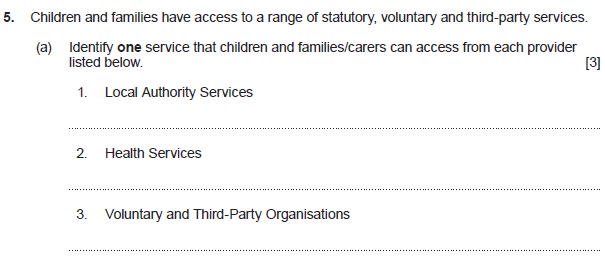 5. Children and families have access to a range of statutory, voluntary and third-party services.
(a) Identify one service that children and families/carers can access from each provider
listed below. [3]
1. Local Authority Services
2. Health Services
3. Voluntary and Third-Party Organisations